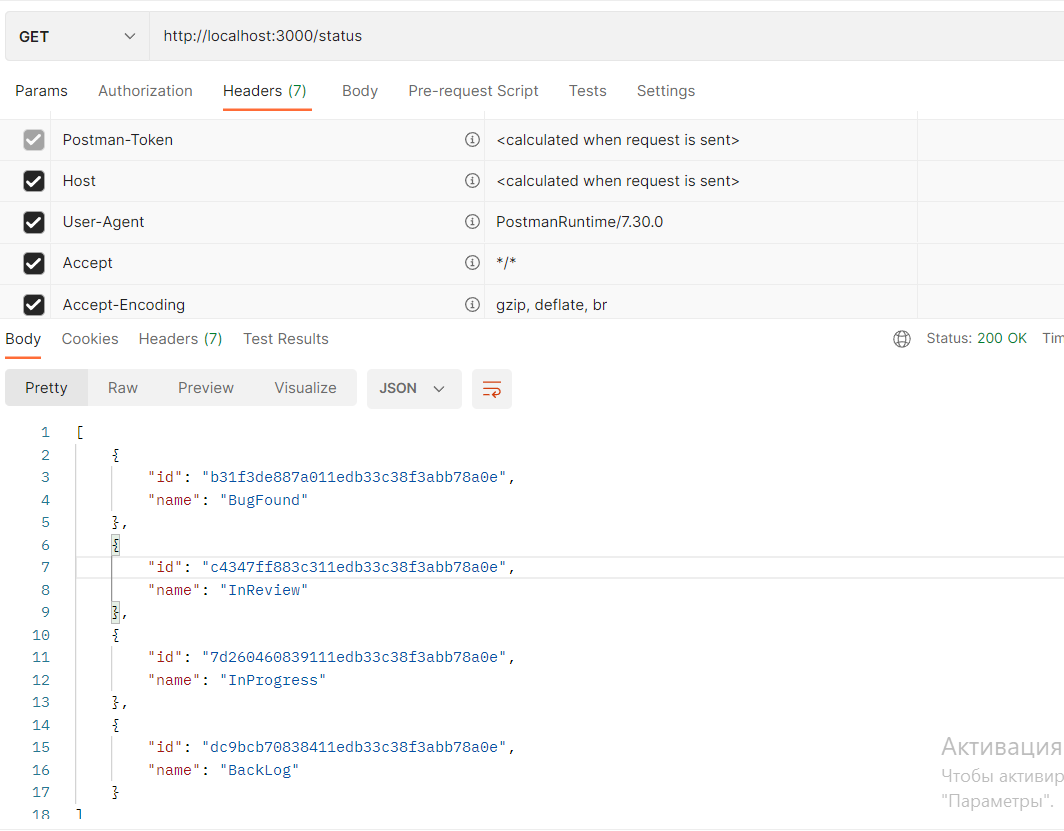 GET http://localhost:3000/status
Params Authorization Headers (7) Body Pre-request Script Tests Settings
Postman-Token <calculated when request is sent>
Host <calculated when request is sent>
User-Agent PostmanRuntime/7.30.0
Accept */*
Accept-Encoding gzip, deflate, br
Body Cookies Headers (7) Test Results Status: 200 OK Tim
Pretty Raw Preview Visualize JSON
1 [
2 {
3 "id": "b31f3de887a011edb33c38f3abb78a0e",
4 "name": "BugFound"
5 },
6 {
7 "id": "c4347ff883c311edb33c38f3abb78a0e",
8 "name": "InReview"
9 },
10 {
11 "id": "7d260460839111edb33c38f3abb78a0e",
12 "name": "InProgress"
13 },
14 {
15 "id": "dc9bcb70838411edb33c38f3abb78a0e",
16 "name": "BackLog"
17 }
18 ]
Активация
Чтобы активир
"Параметры".